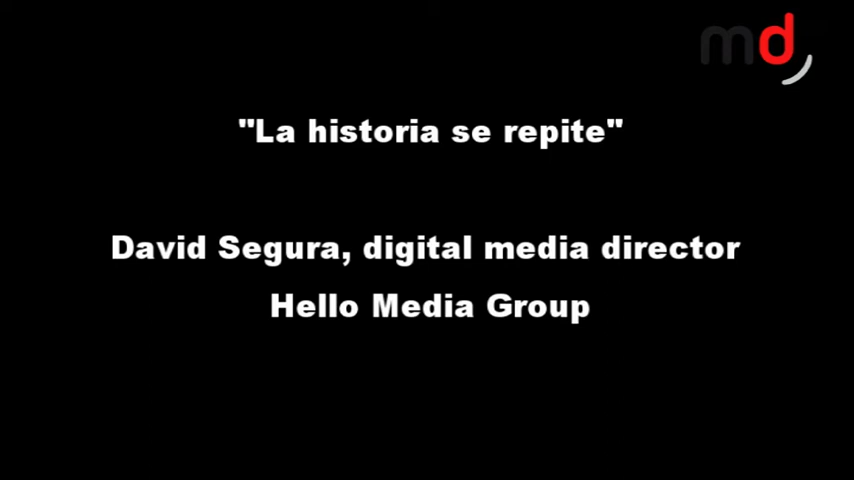 md
"La historia se repite"
David Segura, digital media director
Hello Media Group